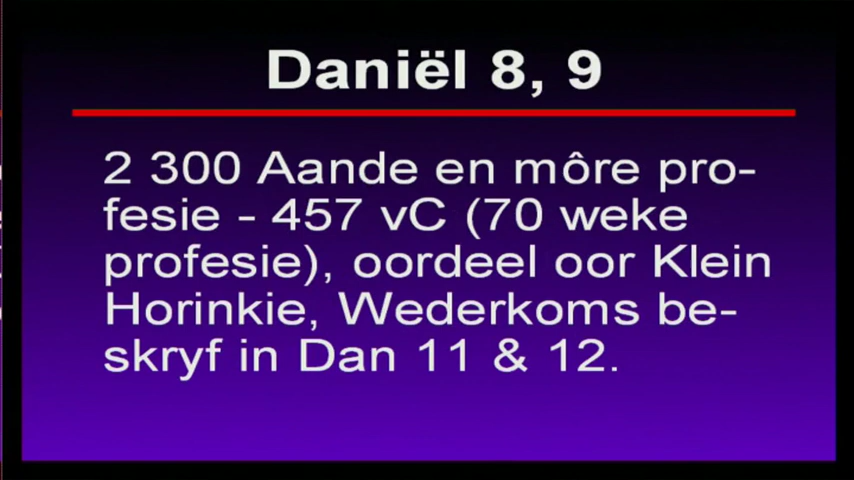 Daniël 8, 9
2 300 Aande en môre pro-
fesie - 457 vC (70 weke
profesie), oordeel oor Klein
Horinkie, Wederkoms be-
skryf in Dan 11 & 12.